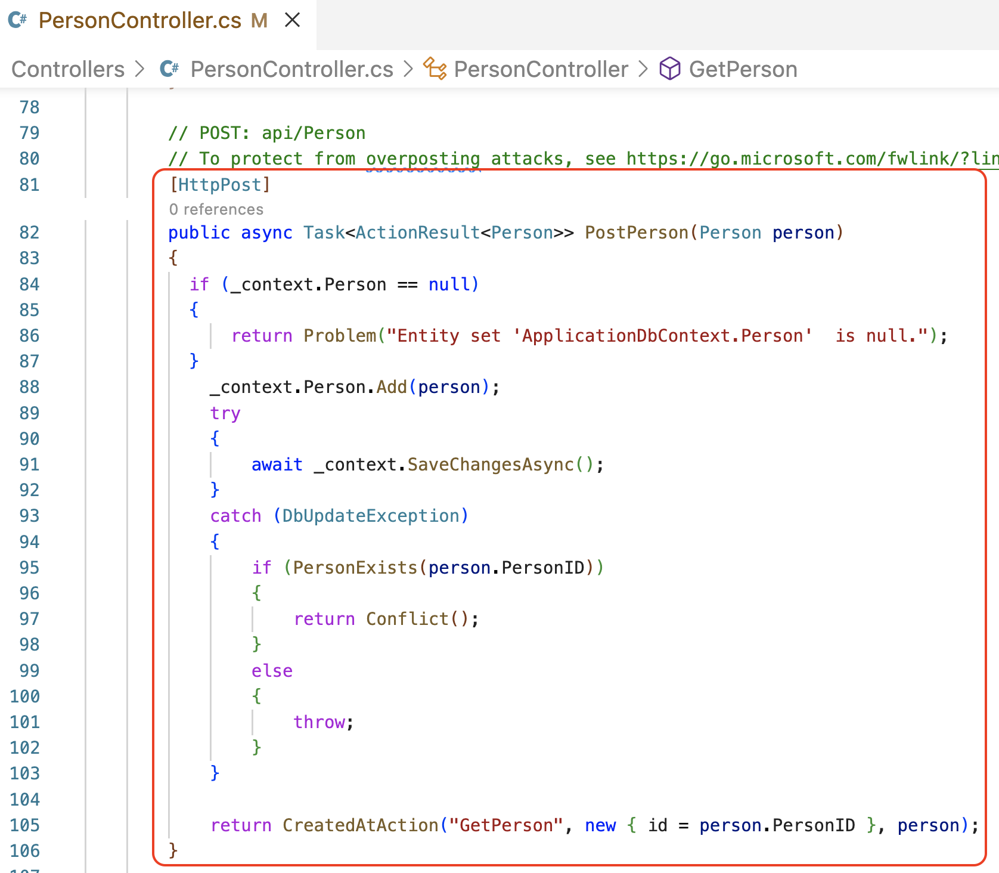 C# PersonController.cs M
Controllers > C# PersonController.cs > PersonController > GetPerson
78
79 // POST: api/Person
80 // To protect from overposting attacks, see https://go.microsoft.com/fwlink/?lin
81 [HttpPost]
0 references
82 public async Task<ActionResult<Person>> PostPerson(Person person)
83 {
84 if (_context.Person == null)
85 {
86 return Problem("Entity set 'ApplicationDbContext.Person'  is null.");
87 }
88 _context.Person.Add(person);
89 try
90 {
91 await _context.SaveChangesAsync();
92 }
93 catch (DbUpdateException)
94 {
95 if (PersonExists(person.PersonID))
96 {
97 return Conflict();
98 }
99 else
100 {
101 throw;
102 }
103 }
104
105 return CreatedAtAction("GetPerson", new { id = person.PersonID }, person);
106 }